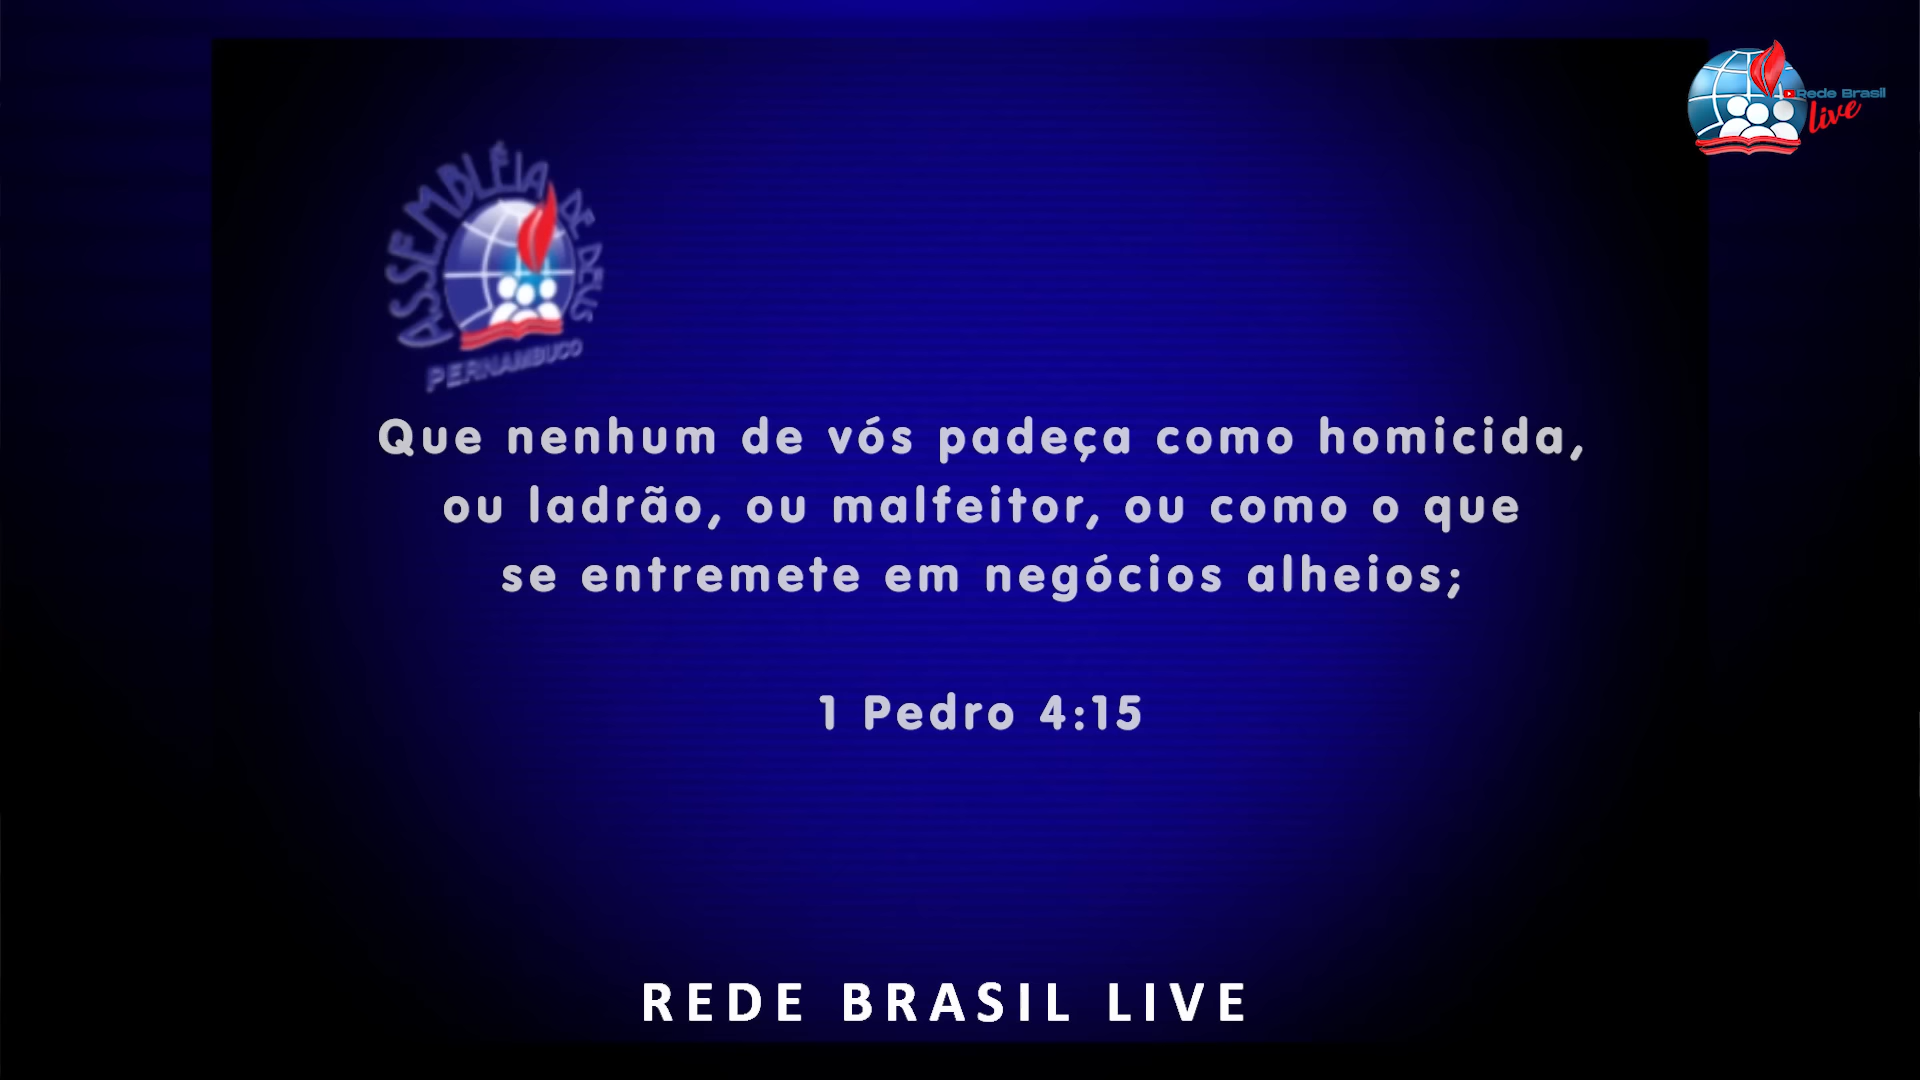 Rede Brasil
live
ASSEMBLÉIA DE DEUS
PERNAMBUCO
Que nenhum de vós padeça como homicida,
ou ladrão, ou malfeitor, ou como o que
se entremete em negócios alheios;
1 Pedro 4:15
REDE BRASIL LIVE